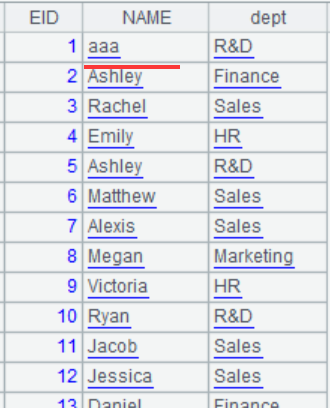 EID NAME dept
1 aaa R&D
2 Ashley Finance
3 Rachel Sales
4 Emily HR
5 Ashley R&D
6 Matthew Sales
7 Alexis Sales
8 Megan Marketing
9 Victoria HR
10 Ryan R&D
11 Jacob Sales
12 Jessica Sales
13 Daniel Finance